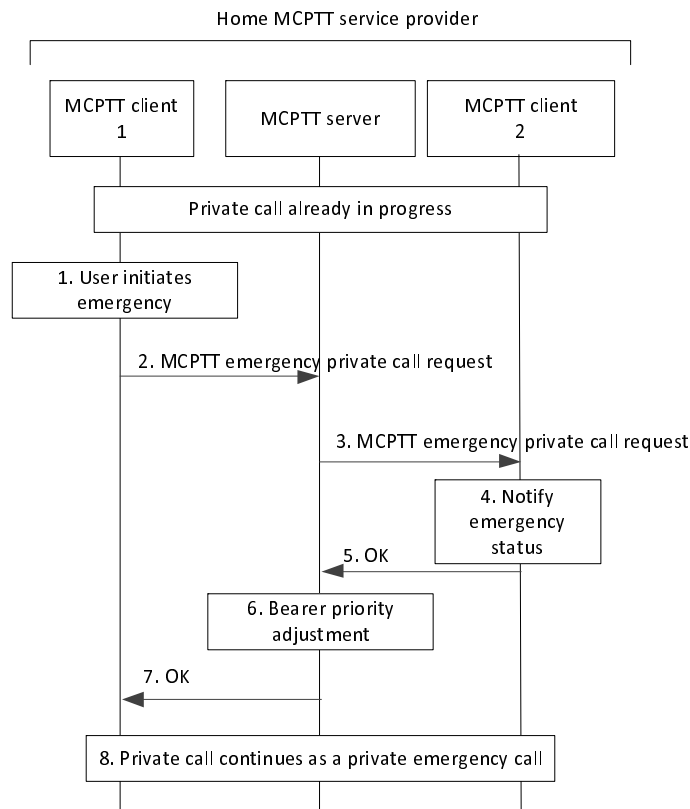 Home MCPTT service provider
MCPTT client
1
MCPTT server
MCPTT client
2
Private call already in progress
1. User initiates
emergency
2. MCPTT emergency private call request
3. MCPTT emergency private call request
4. Notify
emergency
status
5. OK
6. Bearer priority
adjustment
7. OK
8. Private call continues as a private emergency call